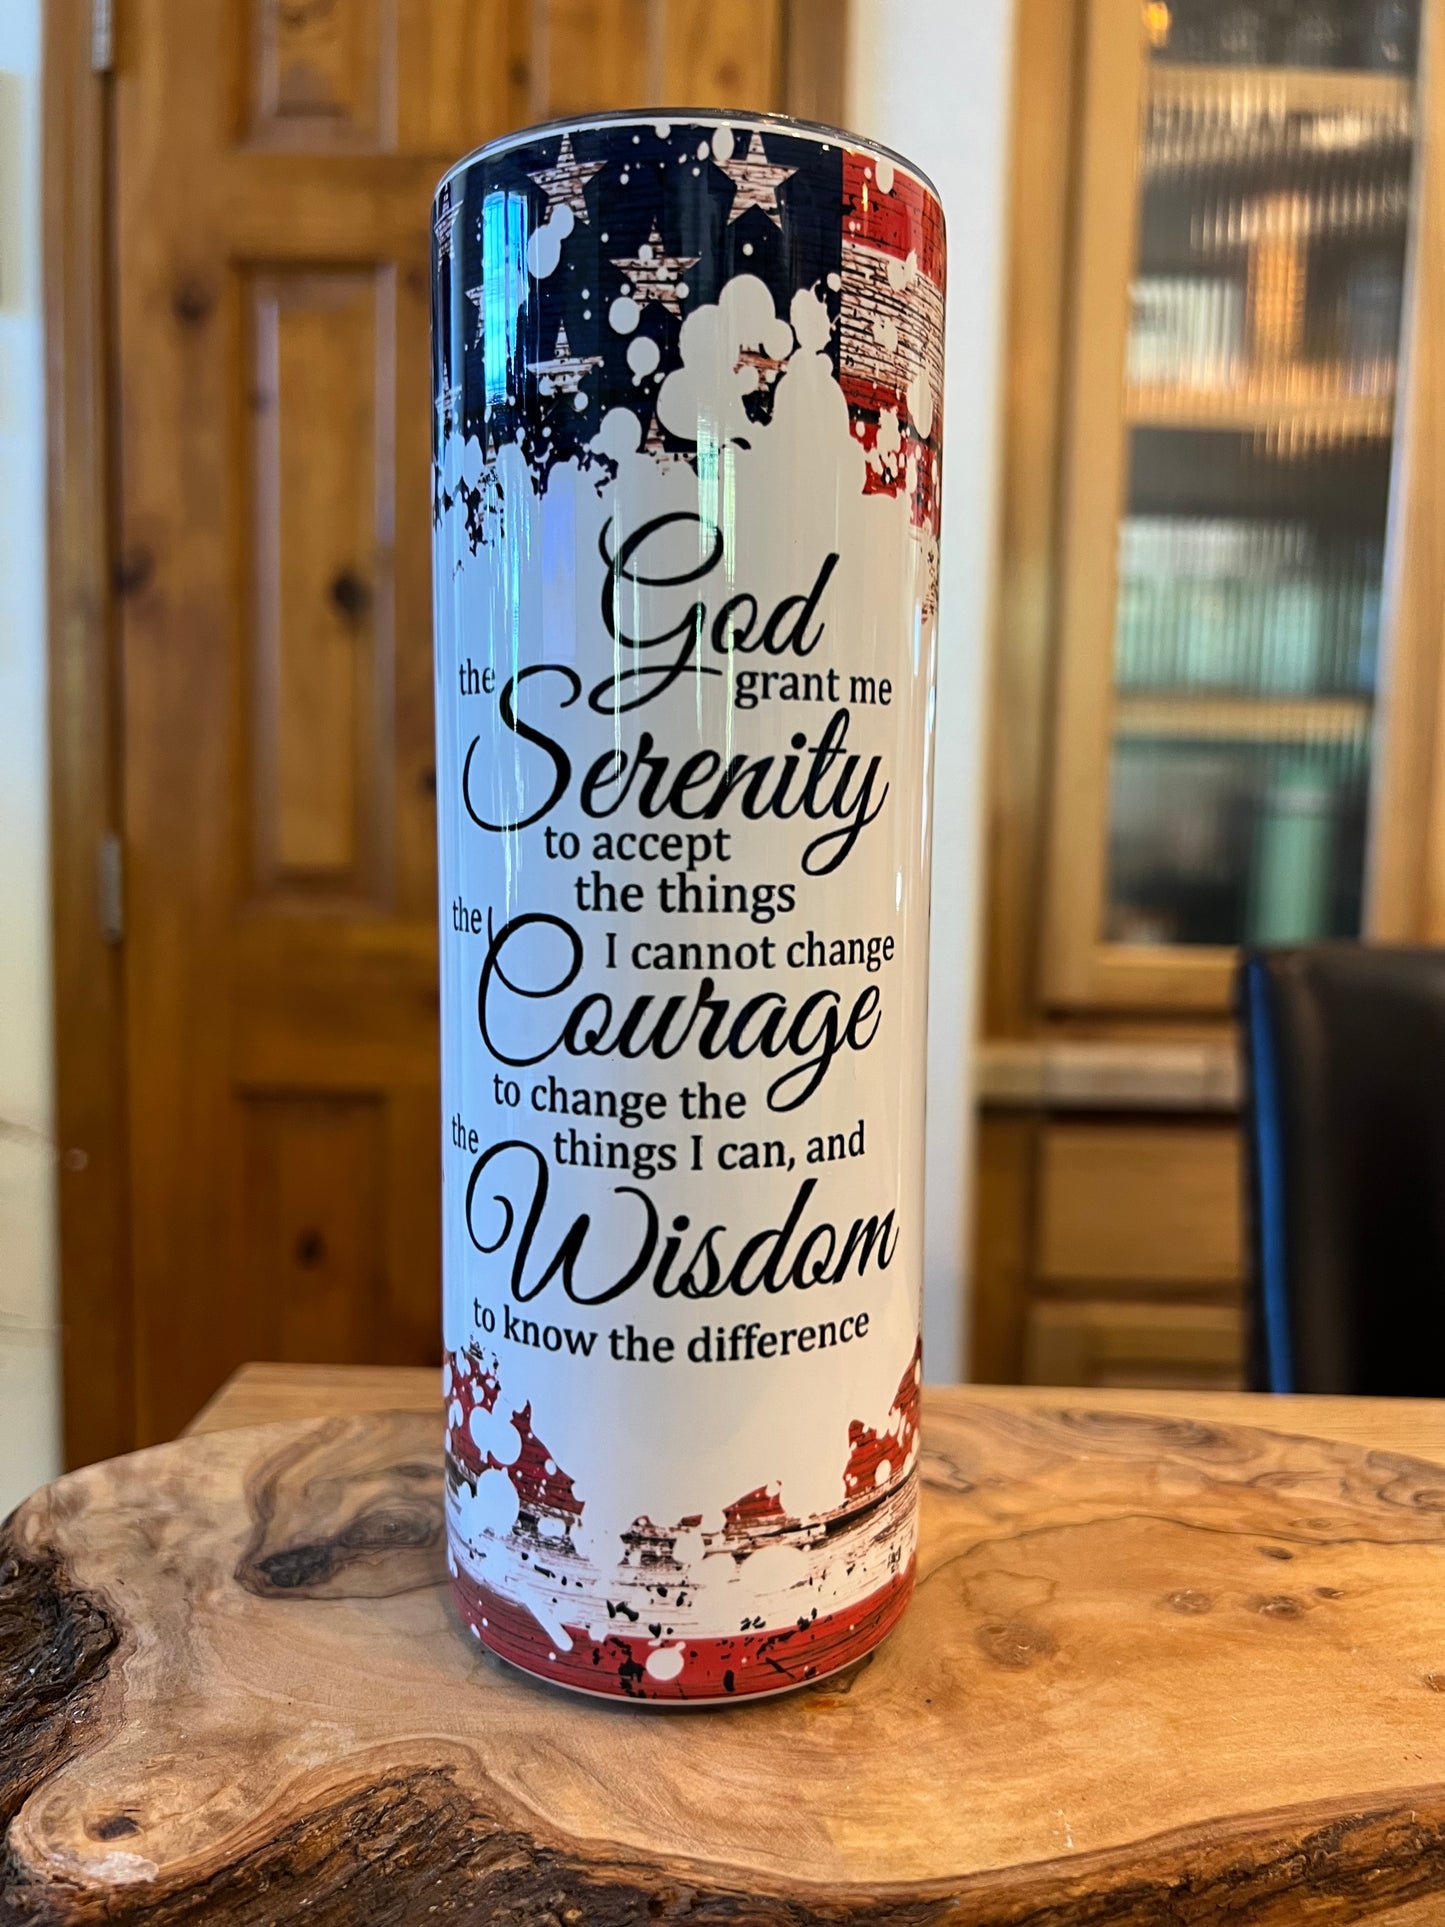 God
grant me
the Serenity
to accept
the things
I cannot change
the Courage
to change the
things I can, and
the Wisdom
to know the difference